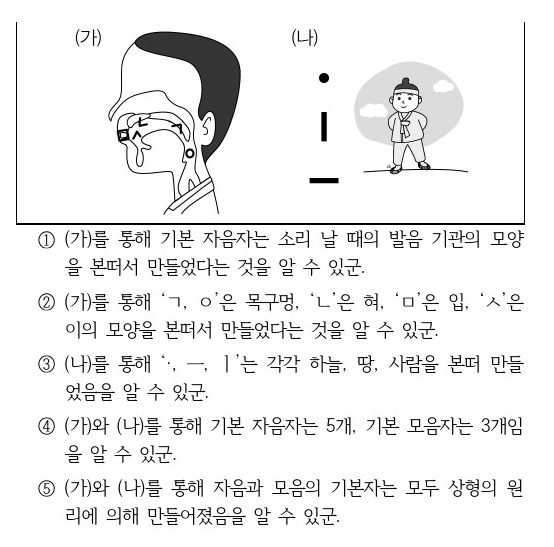 (가) (나)
ㄴ ㄱ
ㅁ ㅅ
ㅇ
ㆍ
ㅣ
ㅡ
① (가)를 통해 기본 자음자는 소리 날 때의 발음 기관의 모양
을 본떠서 만들었다는 것을 알 수 있군.
② (가)를 통해 ‘ㄱ, ㅇ’은 목구멍, ‘ㄴ’은 혀, ‘ㅁ’은 입, ‘ㅅ’은
이의 모양을 본떠서 만들었다는 것을 알 수 있군.
③ (나)를 통해 ‘ㆍ, ㅡ, ㅣ’는 각각 하늘, 땅, 사람을 본떠 만들
었음을 알 수 있군.
④ (가)와 (나)를 통해 기본 자음자는 5개, 기본 모음자는 3개임
을 알 수 있군.
⑤ (가)와 (나)를 통해 자음과 모음의 기본자는 모두 상형의 원
리에 의해 만들어졌음을 알 수 있군.